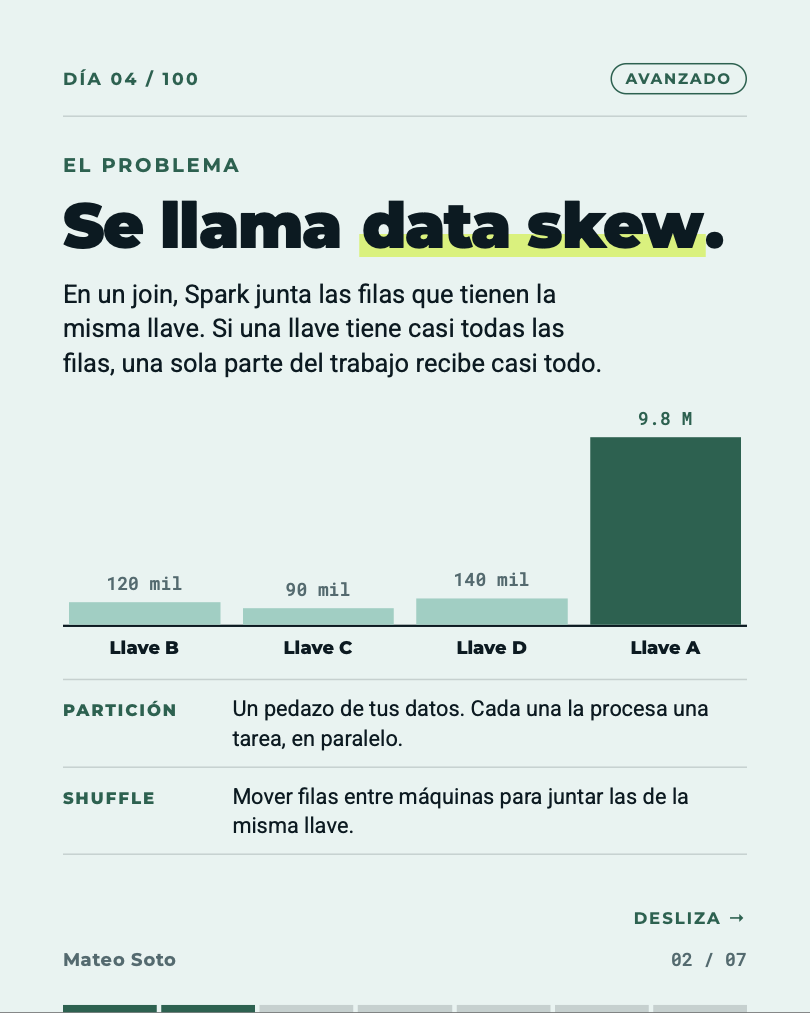 DÍA 04 / 100
AVANZADO
EL PROBLEMA
Se llama data skew.
En un join, Spark junta las filas que tienen la
misma llave. Si una llave tiene casi todas las
filas, una sola parte del trabajo recibe casi todo.
9.8 M
120 mil
90 mil
140 mil
Llave B
Llave C
Llave D
Llave A
PARTICIÓN
Un pedazo de tus datos. Cada una la procesa una
tarea, en paralelo.
SHUFFLE
Mover filas entre máquinas para juntar las de la
misma llave.
DESLIZA →
Mateo Soto
02 / 07